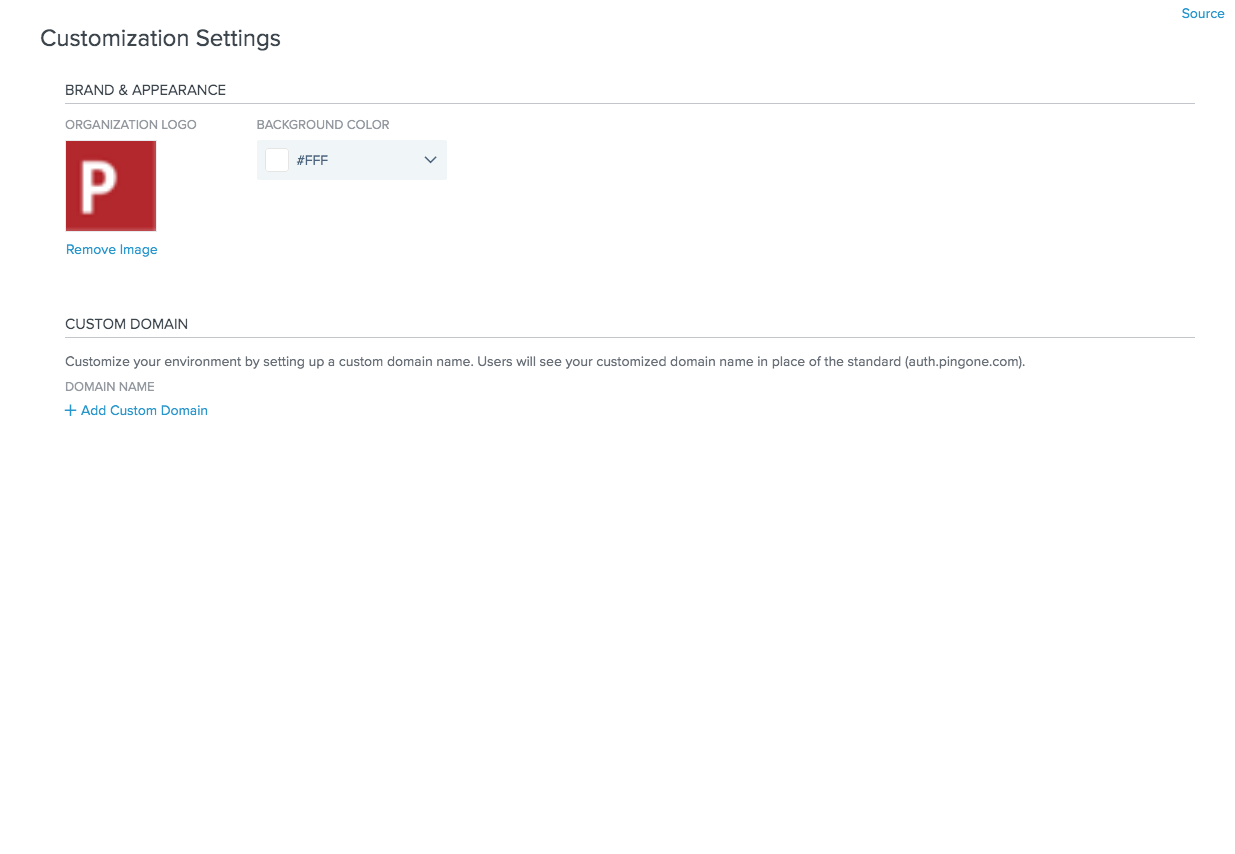 Source
Customization Settings
BRAND & APPEARANCE
ORGANIZATION LOGO
BACKGROUND COLOR
P
#FFF
Remove Image
CUSTOM DOMAIN
Customize your environment by setting up a custom domain name. Users will see your customized domain name in place of the standard (auth.pingone.com).
DOMAIN NAME
+ Add Custom Domain